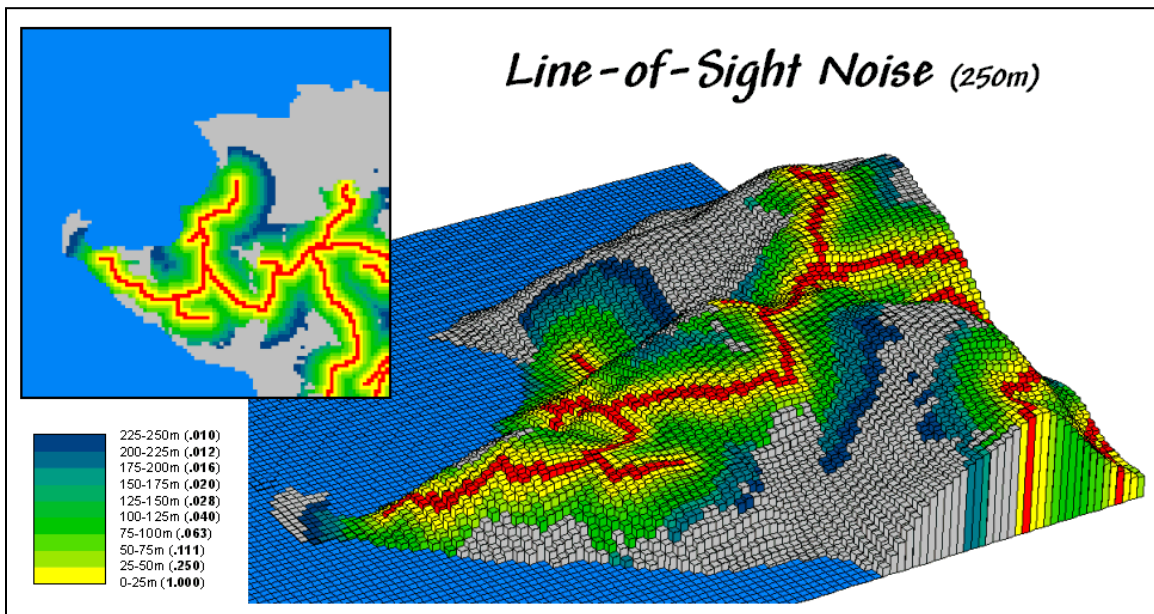 Line-of-Sight Noise (250m)
225-250m (.010)
200-225m (.012)
175-200m (.016)
150-175m (.020)
125-150m (.028)
100-125m (.040)
75-100m (.063)
50-75m (.111)
25-50m (.250)
0-25m (1.000)